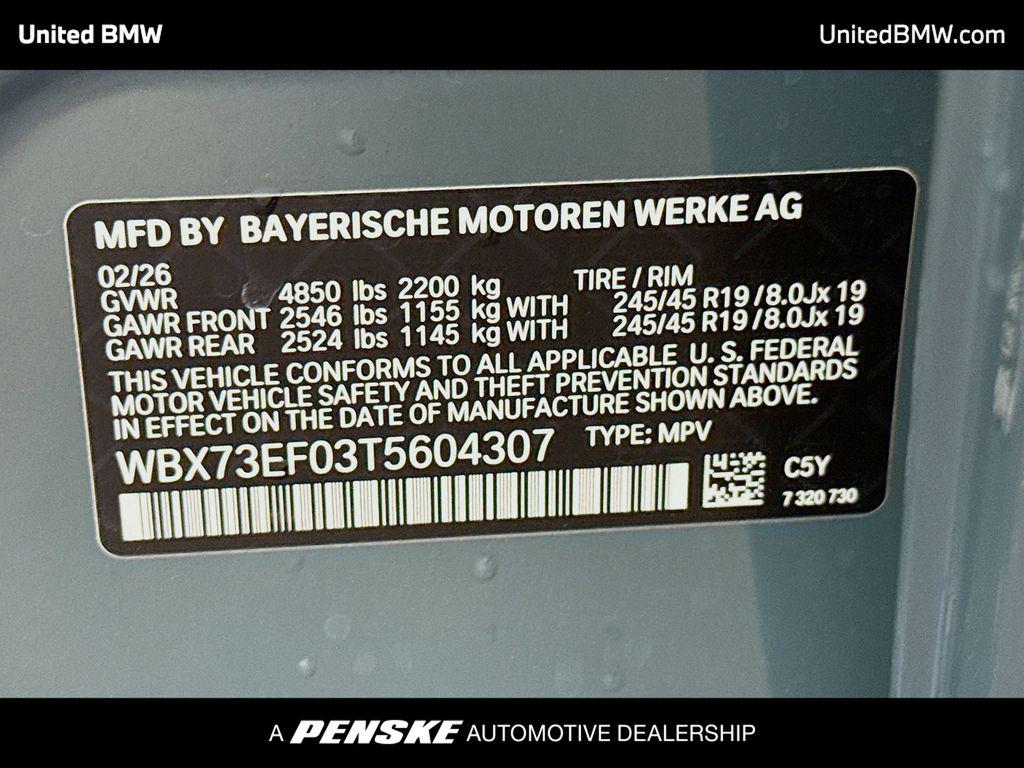 United BMW
UnitedBMW.com
MFD BY BAYERISCHE MOTOREN WERKE AG
02/26
TIRE / RIM
GVWR 4850 lbs 2200 kg
GAWR FRONT 2546 lbs 1155 kg WITH 245/45 R19 / 8.0Jx 19
GAWR REAR 2524 lbs 1145 kg WITH 245/45 R19 / 8.0Jx 19
THIS VEHICLE CONFORMS TO ALL APPLICABLE U. S. FEDERAL
MOTOR VEHICLE SAFETY AND THEFT PREVENTION STANDARDS
IN EFFECT ON THE DATE OF MANUFACTURE SHOWN ABOVE.
WBX73EF03T5604307 TYPE: MPV
C5Y
7 320 730
A PENSKE AUTOMOTIVE DEALERSHIP